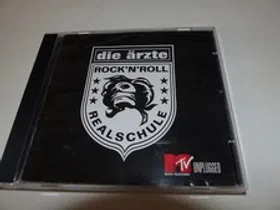 die ärzte
ROCK'N'ROLL
REALSCHULE
MTV
UNPLUGGED